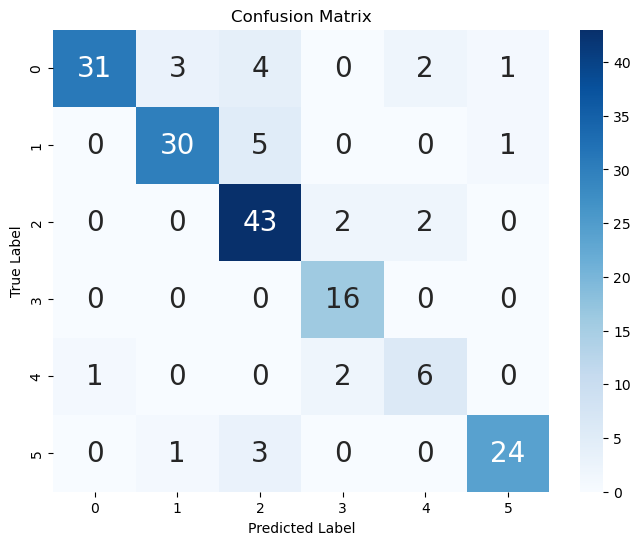 Confusion Matrix
True Label
0 31 3 4 0 2 1
1 0 30 5 0 0 1
2 0 0 43 2 2 0
3 0 0 0 16 0 0
4 1 0 0 2 6 0
5 0 1 3 0 0 24
0 1 2 3 4 5
Predicted Label
40
35
30
25
20
15
10
5
0